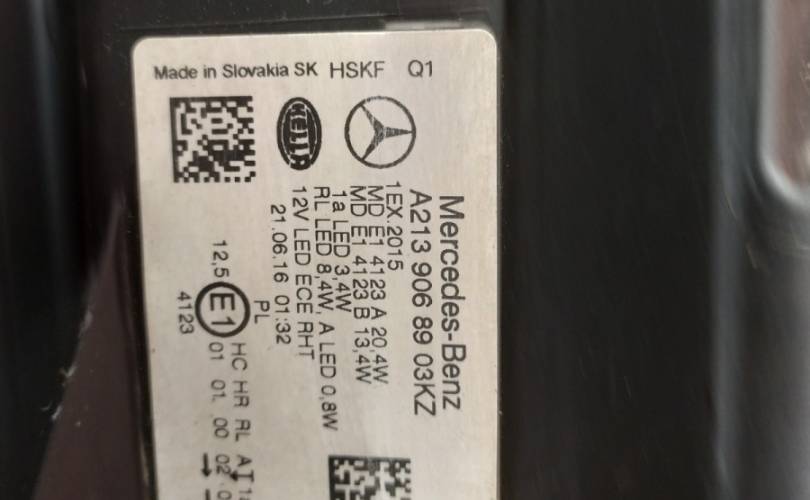 Made in Slovakia SK HSKF Q1
HELLA
Mercedes-Benz
A213 906 89 03KZ
1EX.2015
MD E1 4123 A 20,4W
MD E1 4123 B 13,4W
1a LED 3,4W
RL LED 8,4W, A LED 0,8W
12V LED ECE RHT
21.06.16 01:32
PL
12,5 E1 HC HR RL AT
4123 01 01 00 02